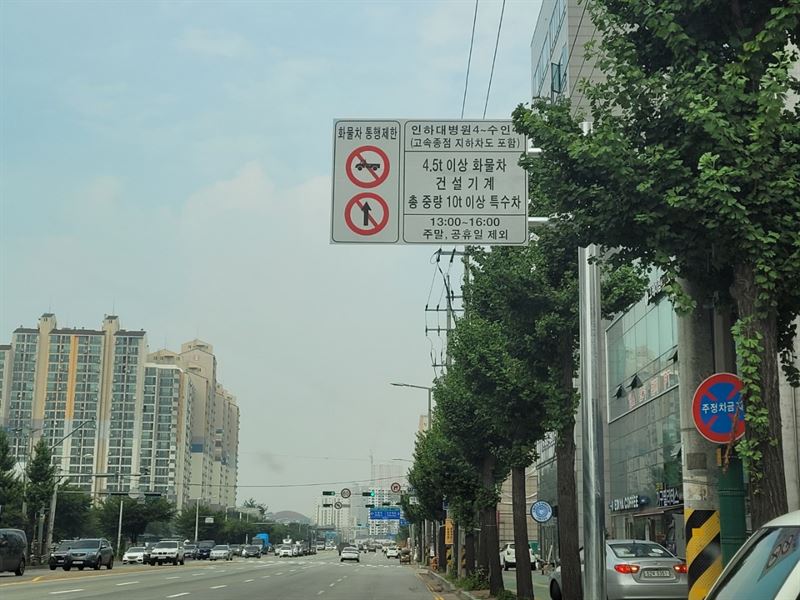 화물차 통행제한
인하대병원4~수인
(고속종점 지하차도 포함)
4.5t 이상 화물차
건설기계
총 중량 10t 이상 특수차
13:00~16:00
주말, 공휴일 제외
주정차금
COFFEE